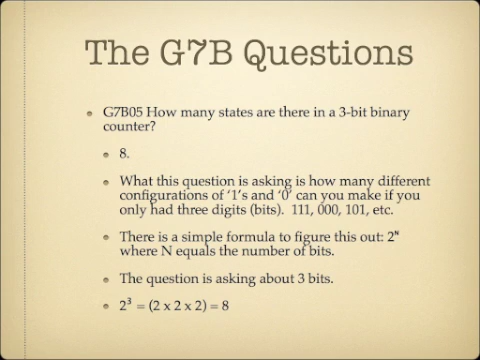 The G7B Questions
• G7B05 How many states are there in a 3-bit binary
counter?
• 8.
• What this question is asking is how many different
configurations of ‘1’s and ‘0’ can you make if you
only had three digits (bits).  111, 000, 101, etc.
• There is a simple formula to figure this out: 2ᴺ
where N equals the number of bits.
• The question is asking about 3 bits.
• 2³ = (2 x 2 x 2) = 8